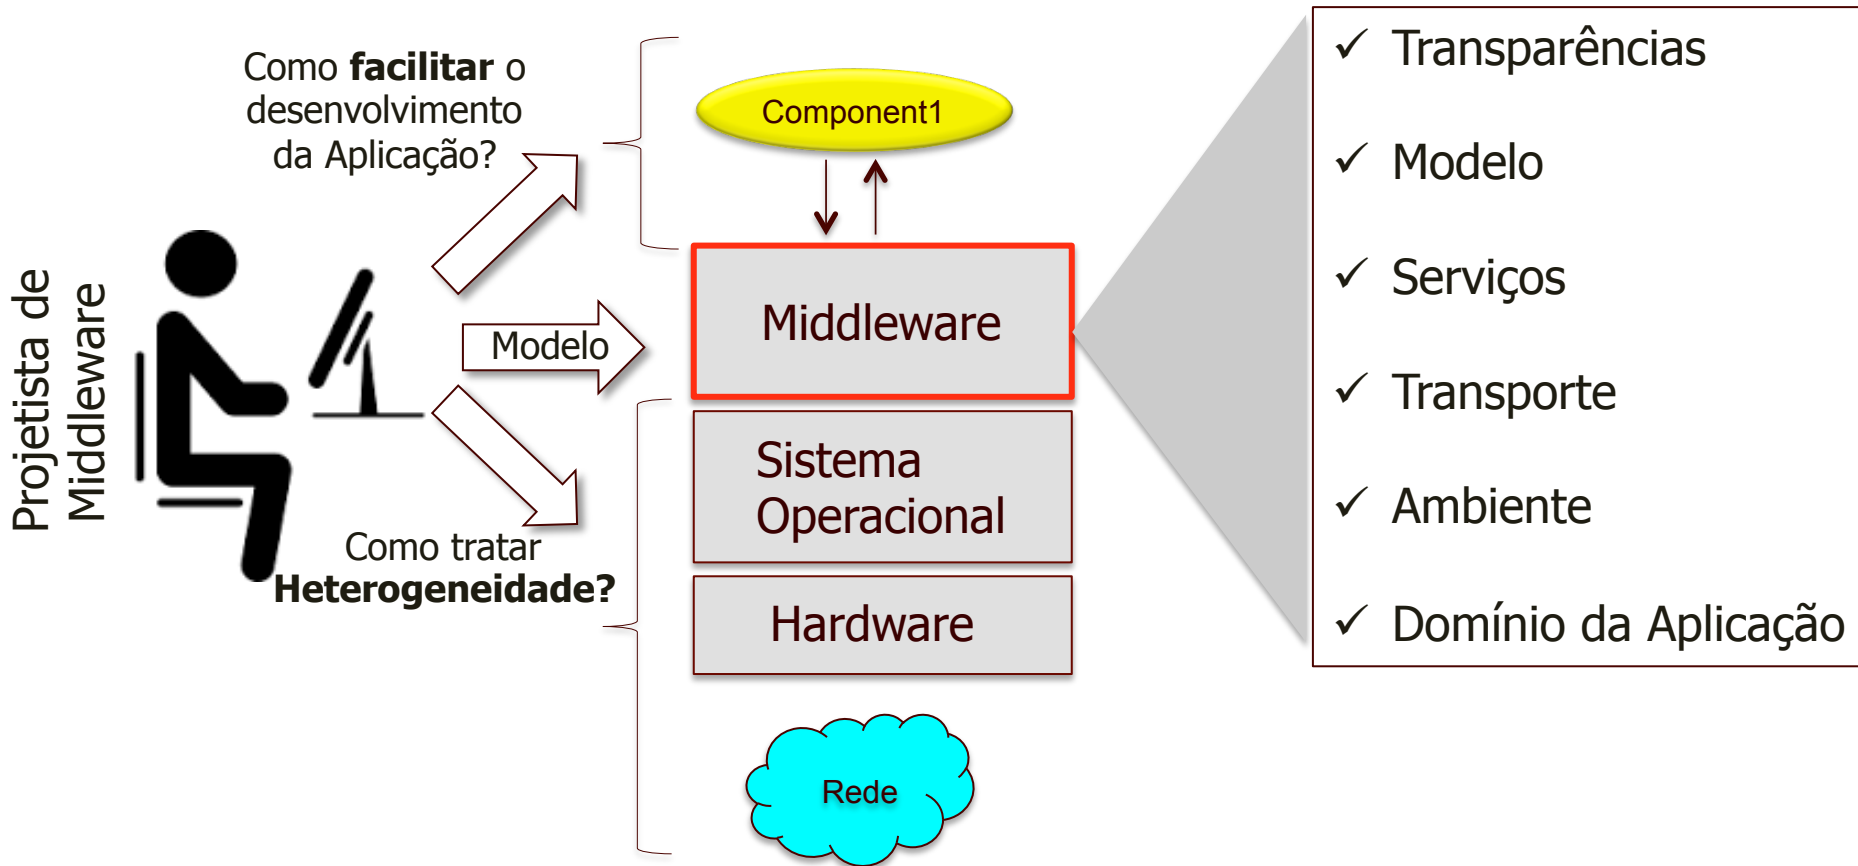 Como facilitar o
desenvolvimento
da Aplicação?
Projetista de
Middleware
Modelo
Como tratar
Heterogeneidade?
Component1
Middleware
Sistema
Operacional
Hardware
Rede
✓ Transparências
✓ Modelo
✓ Serviços
✓ Transporte
✓ Ambiente
✓ Domínio da Aplicação